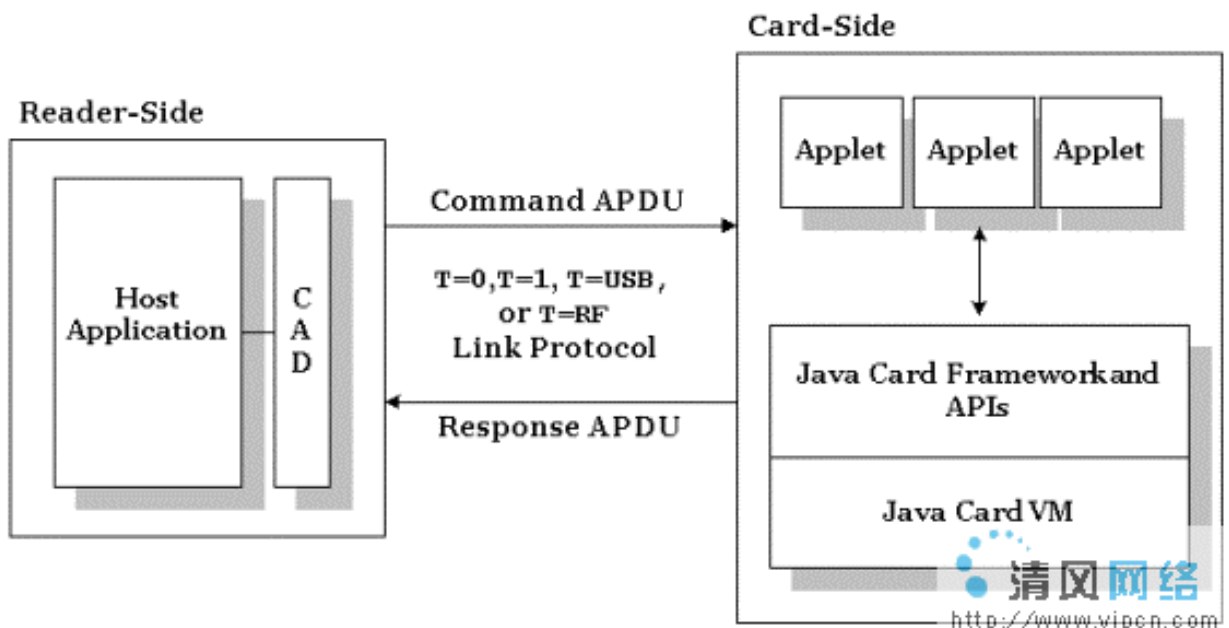 Card-Side
Reader-Side
Applet
Applet
Applet
Command APDU
T=0,T=1, T=USB,
or T=RF
Link Protocol
Host
Application
C
A
D
Java Card Frameworkand
APIs
Response APDU
Java Card VM
清风网络
http://www.vipcn.com